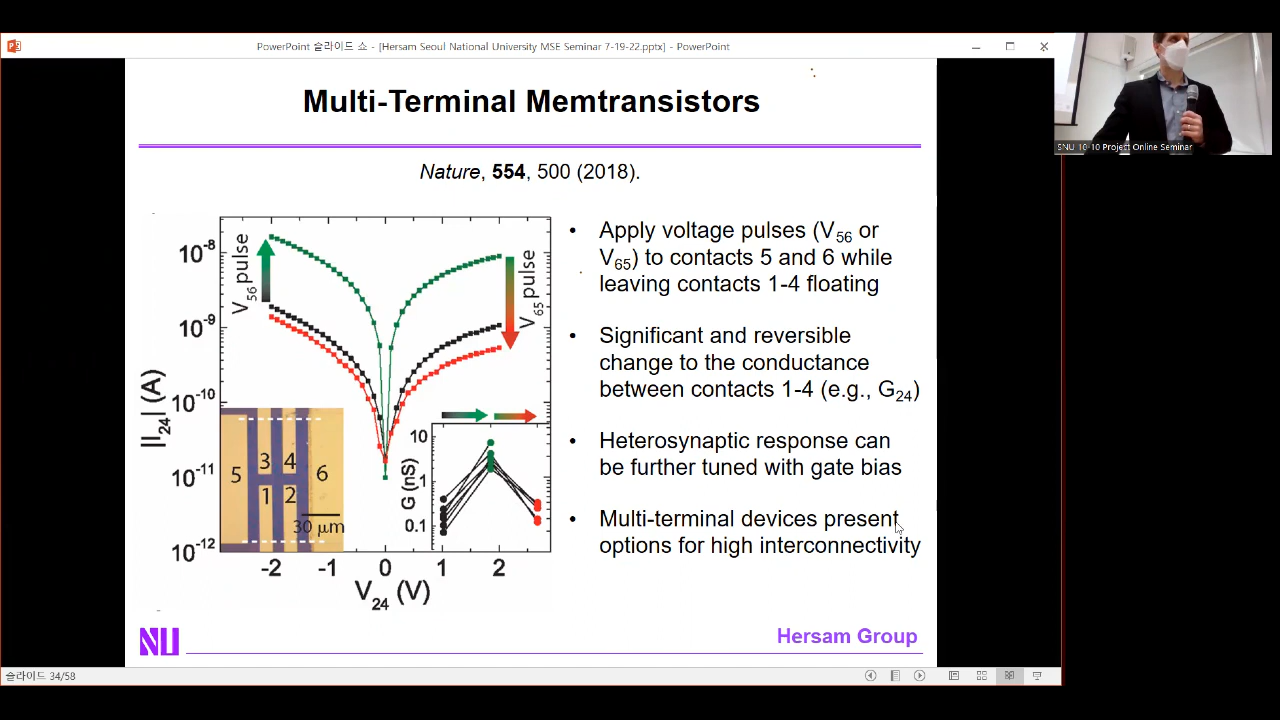 PowerPoint 슬라이드 쇼 - [Hersam Seoul National University MSE Seminar 7-19-22.pptx] - PowerPoint
SNU 10-10 Project Online Seminar
Multi-Terminal Memtransistors
Nature, 554, 500 (2018).
|I24| (A)
10-8
10-9
10-10
10-11
10-12
V56 pulse
V65 pulse
5
3
4
6
1
2
30 μm
G (nS)
10
1
0.1
-2
-1
0
1
2
V24 (V)
• Apply voltage pulses (V56 or
V65) to contacts 5 and 6 while
leaving contacts 1-4 floating
• Significant and reversible
change to the conductance
between contacts 1-4 (e.g., G24)
• Heterosynaptic response can
be further tuned with gate bias
• Multi-terminal devices present
options for high interconnectivity
NU
Hersam Group
슬라이드 34/58